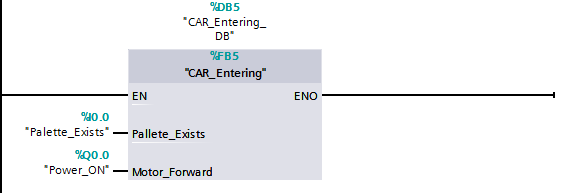 %DB5
"CAR_Entering_
DB"
%FB5
"CAR_Entering"
EN ENO
%I0.0
"Palette_Exists" Pallete_Exists
%Q0.0
"Power_ON" Motor_Forward